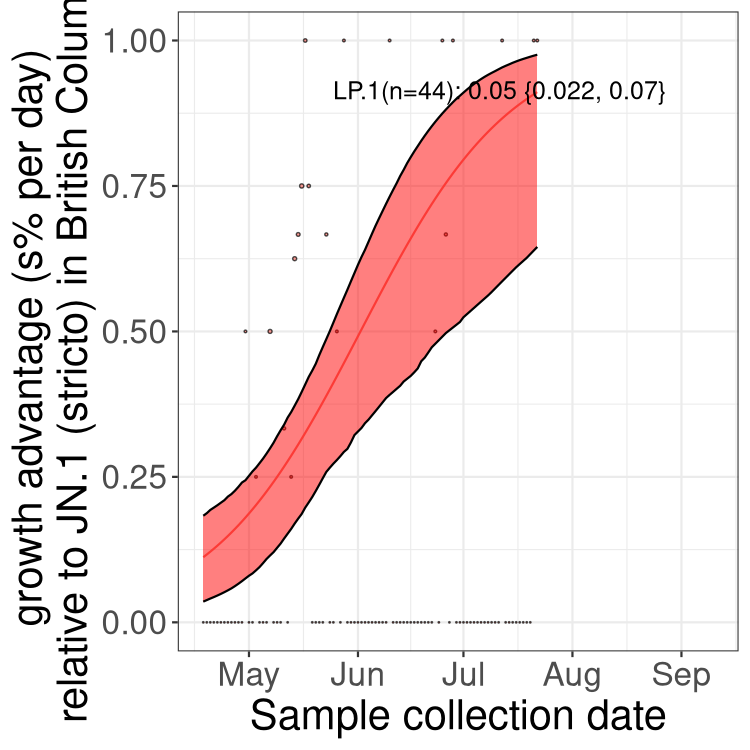 growth advantage (s% per day)
relative to JN.1 (stricto) in British Colum
1.00
0.75
0.50
0.25
0.00
LP.1(n=44): 0.05 {0.022, 0.07}
May Jun Jul Aug Sep
Sample collection date